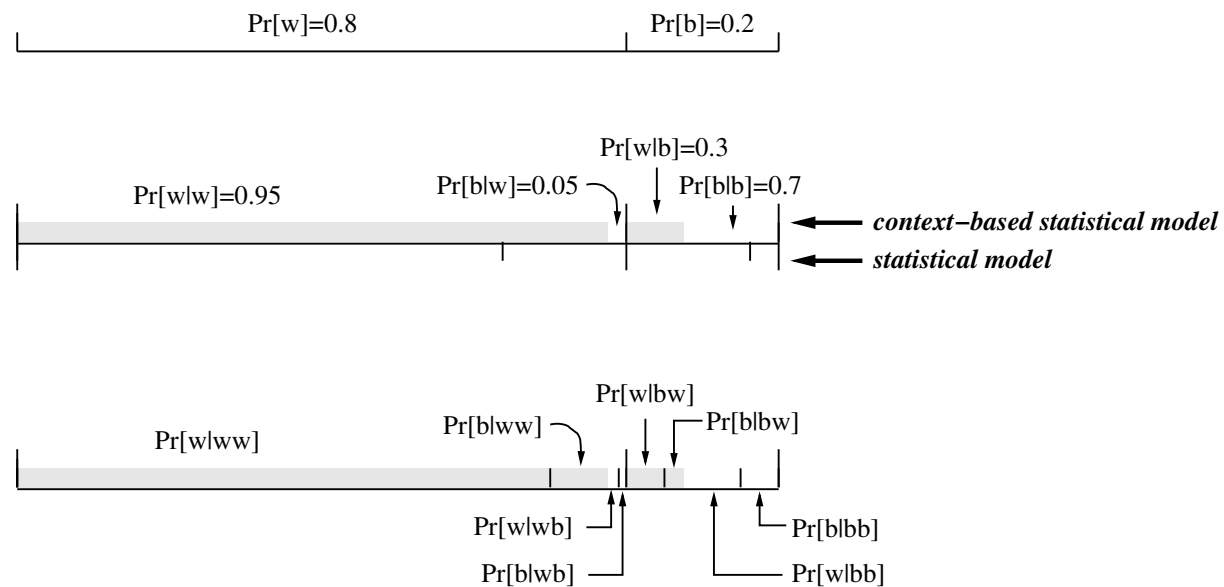 Pr[w]=0.8
Pr[b]=0.2
Pr[w|b]=0.3
Pr[w|w]=0.95
Pr[b|w]=0.05
Pr[b|b]=0.7
context−based statistical model
statistical model
Pr[w|bw]
Pr[w|ww]
Pr[b|ww]
Pr[b|bw]
Pr[w|wb]
Pr[b|bb]
Pr[b|wb]
Pr[w|bb]